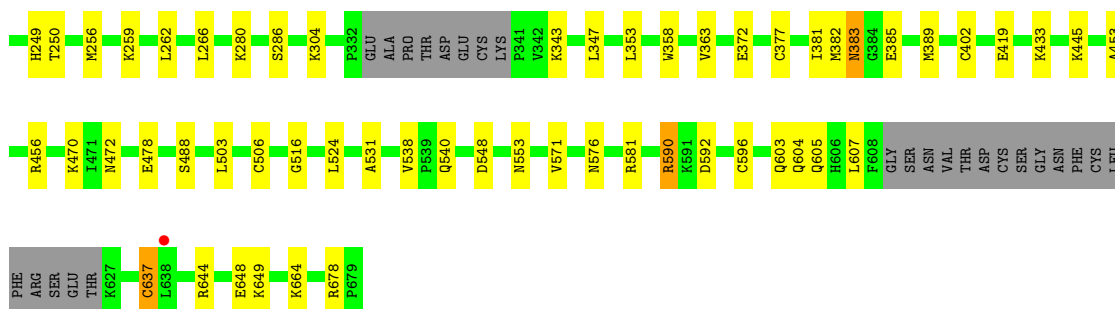 H249 T250 M256 K259 L262 L266 K280 S286 K304 P332 GLU ALA PRO THR ASP GLU CYS LYS P341 V342 K343 L347 L353 W358 V363 E372 C377 I381 M382 N383 G384 E385 M389 C402 E419 K433 K445 A453
R456 K470 I471 N472 E478 S488 L503 C506 G516 L524 A531 V538 P539 Q540 D548 N553 V571 N576 R581 R590 K591 D592 C596 Q603 Q604 Q605 H606 L607 F608 GLY SER ASN VAL THR ASP CYS SER GLY ASN PHE CYS LEU
PHE ARG SER GLU THR K627 C637 L638 R644 E648 K649 K664 R678 P679